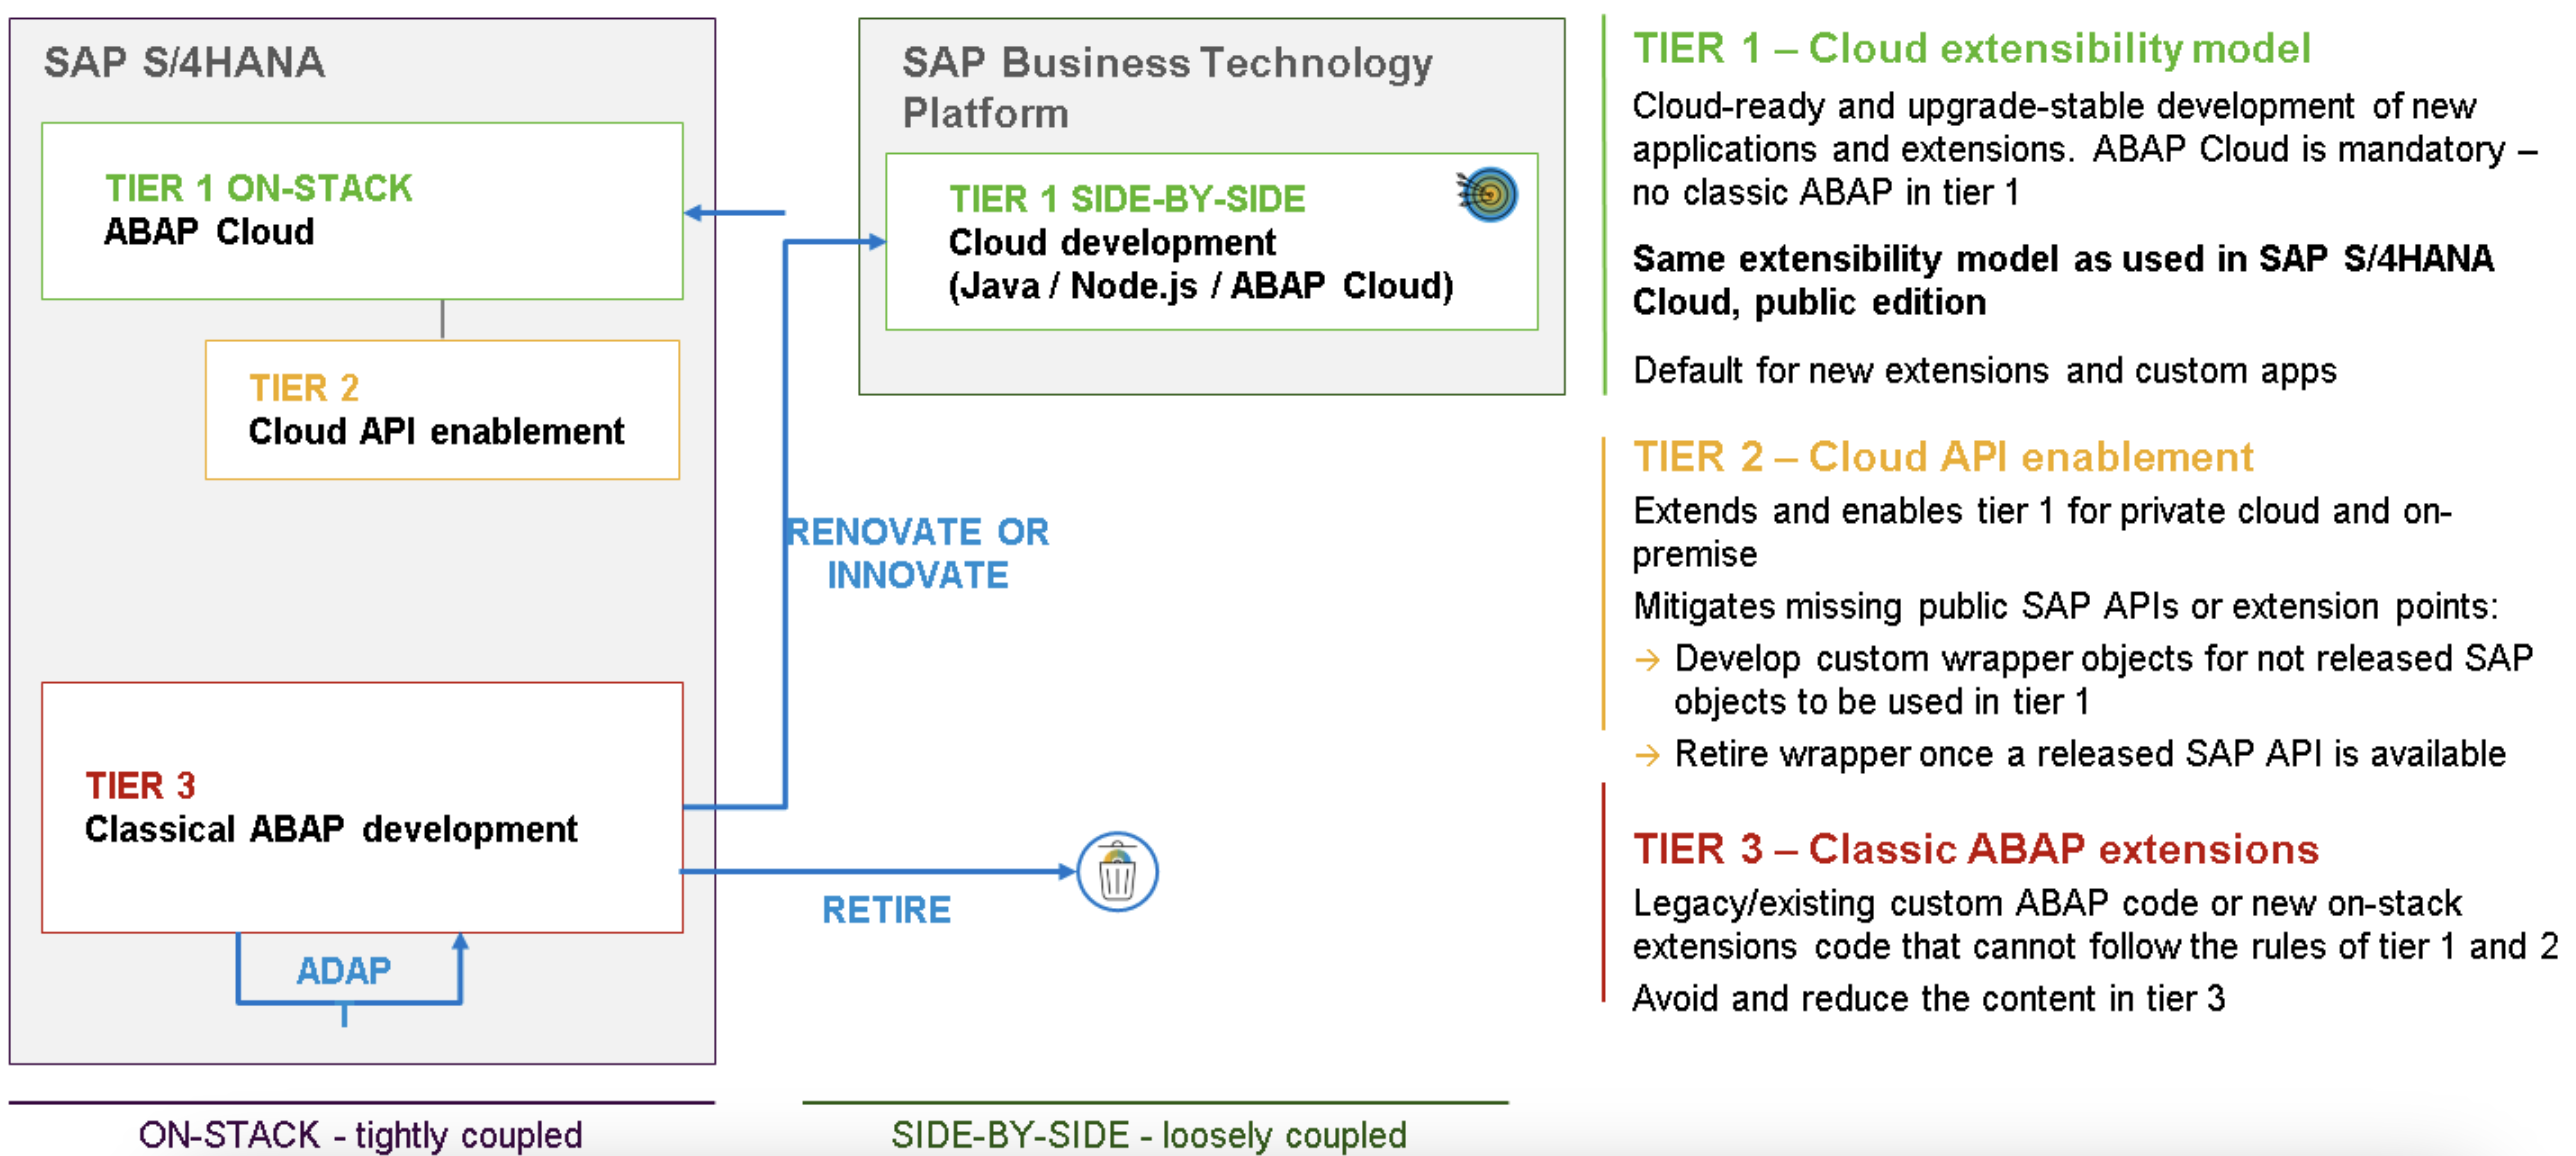 SAP S/4HANA
TIER 1 ON-STACK
ABAP Cloud
TIER 2
Cloud API enablement
TIER 3
Classical ABAP development
ADAP
T
ON-STACK - tightly coupled
SAP Business Technology
Platform
TIER 1 SIDE-BY-SIDE
Cloud development
(Java / Node.js / ABAP Cloud)
RENOVATE OR
INNOVATE
RETIRE
SIDE-BY-SIDE - loosely coupled
TIER 1 – Cloud extensibility model
Cloud-ready and upgrade-stable development of new
applications and extensions. ABAP Cloud is mandatory –
no classic ABAP in tier 1
Same extensibility model as used in SAP S/4HANA
Cloud, public edition
Default for new extensions and custom apps
TIER 2 – Cloud API enablement
Extends and enables tier 1 for private cloud and on-
premise
Mitigates missing public SAP APIs or extension points:
→ Develop custom wrapper objects for not released SAP
objects to be used in tier 1
→ Retire wrapper once a released SAP API is available
TIER 3 – Classic ABAP extensions
Legacy/existing custom ABAP code or new on-stack
extensions code that cannot follow the rules of tier 1 and 2
Avoid and reduce the content in tier 3